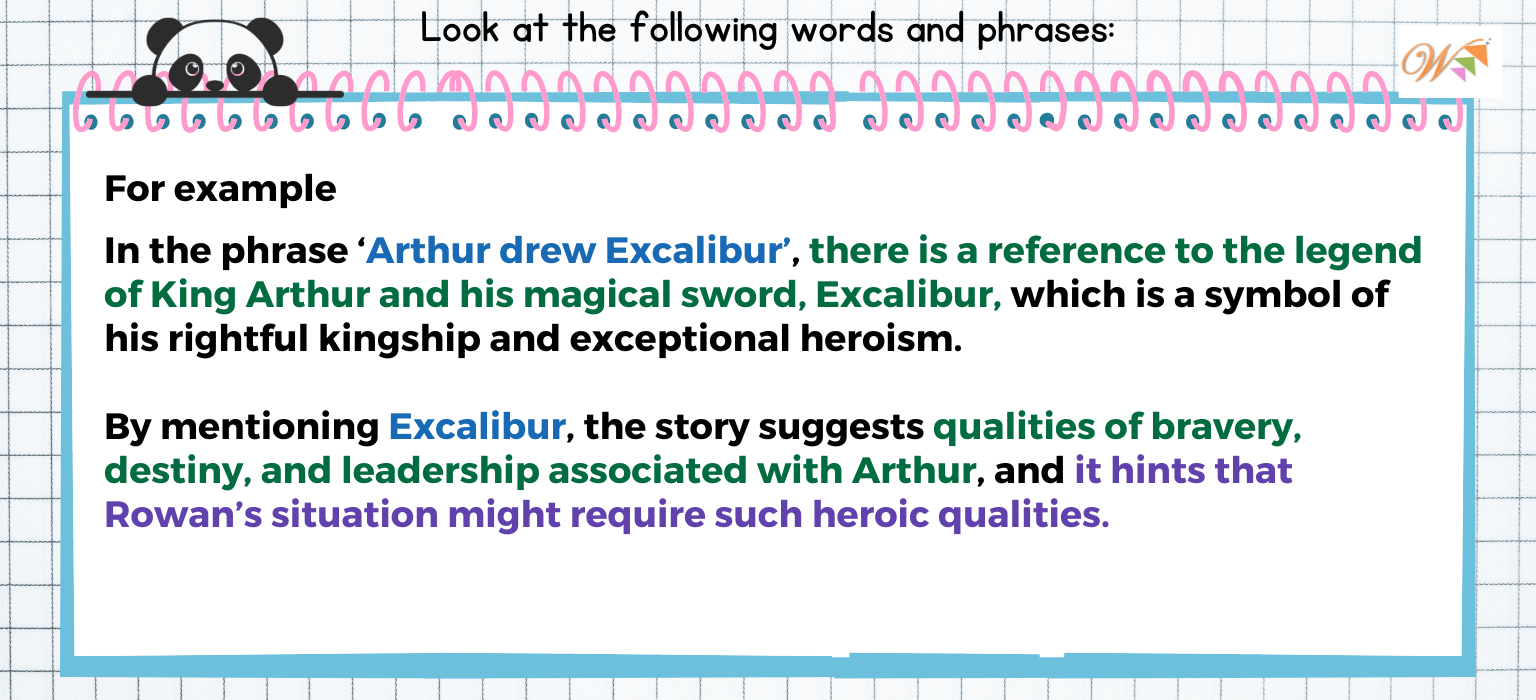 Look at the following words and phrases:
W
For example
In the phrase ‘Arthur drew Excalibur’, there is a reference to the legend
of King Arthur and his magical sword, Excalibur, which is a symbol of
his rightful kingship and exceptional heroism.
By mentioning Excalibur, the story suggests qualities of bravery,
destiny, and leadership associated with Arthur, and it hints that
Rowan’s situation might require such heroic qualities.